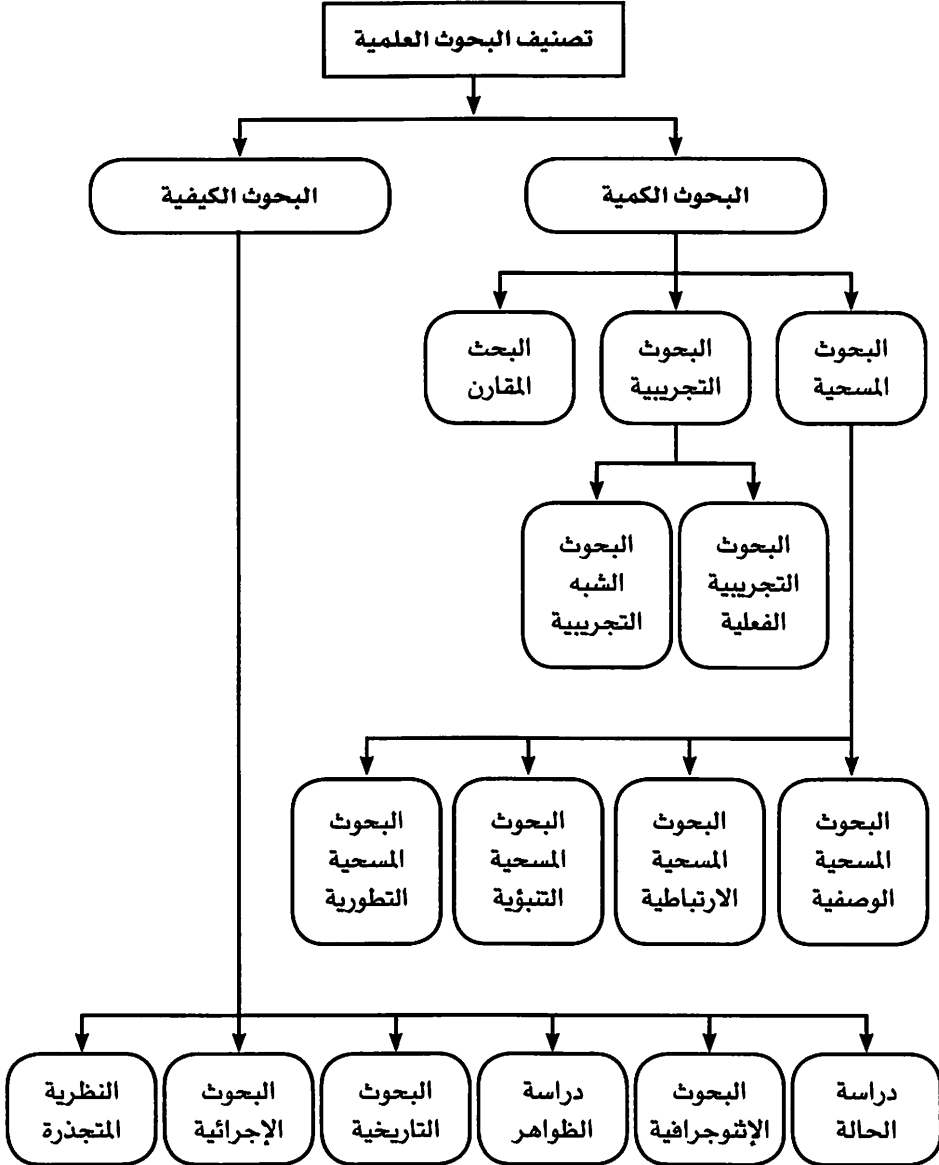 تصنيف البحوث العلمية
البحوث الكمية
البحوث الكيفية
البحوث
المسحية
البحوث
التجريبية
البحث
المقارن
البحوث
التجريبية
الفعلية
البحوث
الشبه
التجريبية
البحوث
المسحية
الوصفية
البحوث
المسحية
الارتباطية
البحوث
المسحية
التنبؤية
البحوث
المسحية
التطورية
دراسة
الحالة
البحوث
الإثنوجرافية
دراسة
الظواهر
البحوث
التاريخية
البحوث
الإجرائية
النظرية
المتجذرة